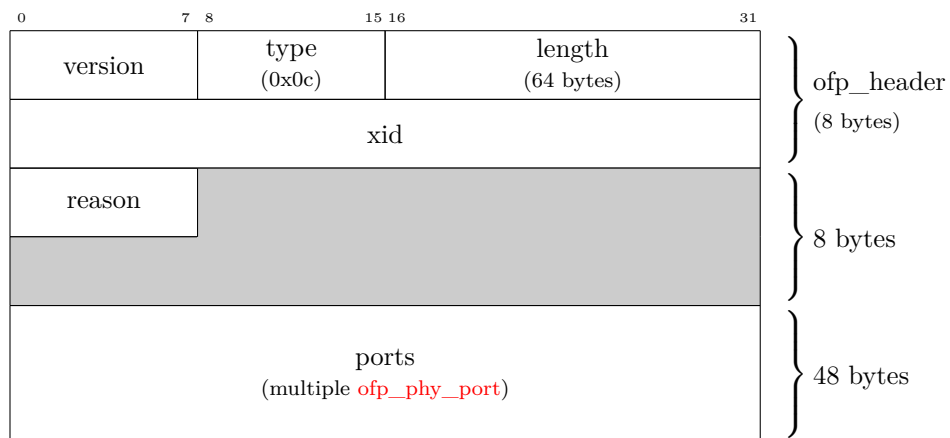 0 7 8 15 16 31
version
type
(0x0c)
length
(64 bytes)
ofp_header
(8 bytes)
xid
reason
8 bytes
ports
(multiple ofp_phy_port)
48 bytes